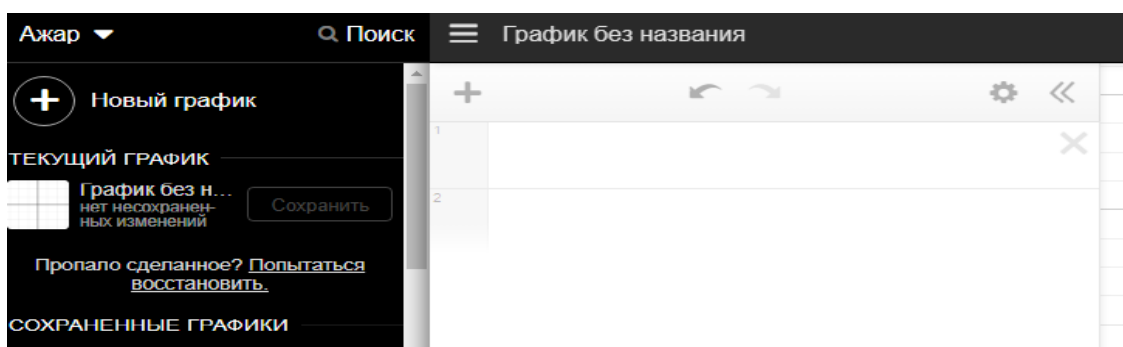 Ажар
Поиск
График без названия
Новый график
ТЕКУЩИЙ ГРАФИК
График без н...
нет несохранен-
ных изменений
Сохранить
Пропало сделанное? Попытаться
восстановить.
СОХРАНЕННЫЕ ГРАФИКИ
1
2